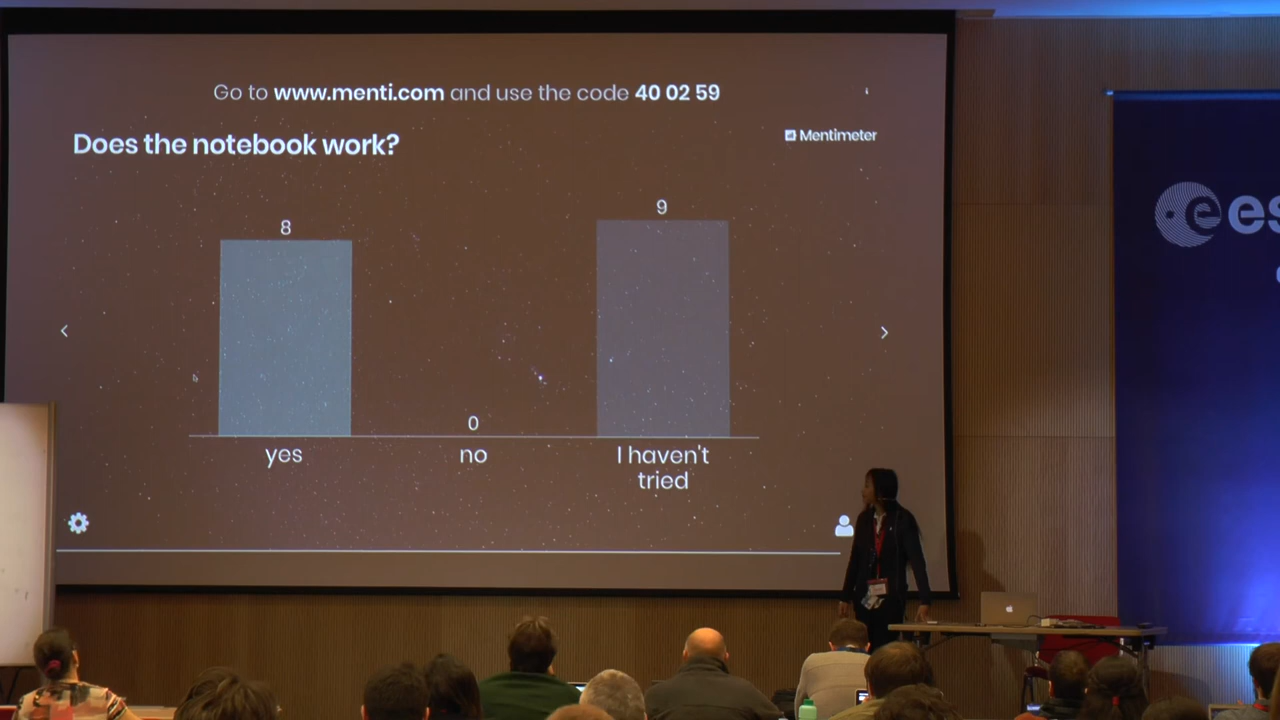 Go to www.menti.com and use the code 40 02 59
Does the notebook work?
Mentimeter
8
0
9
yes
no
I haven't
tried
es